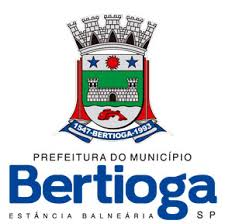 1547-BERTIOGA-1993
PREFEITURA DO MUNICÍPIO
Bertioga
ESTÂNCIA BALNEÁRIA SP